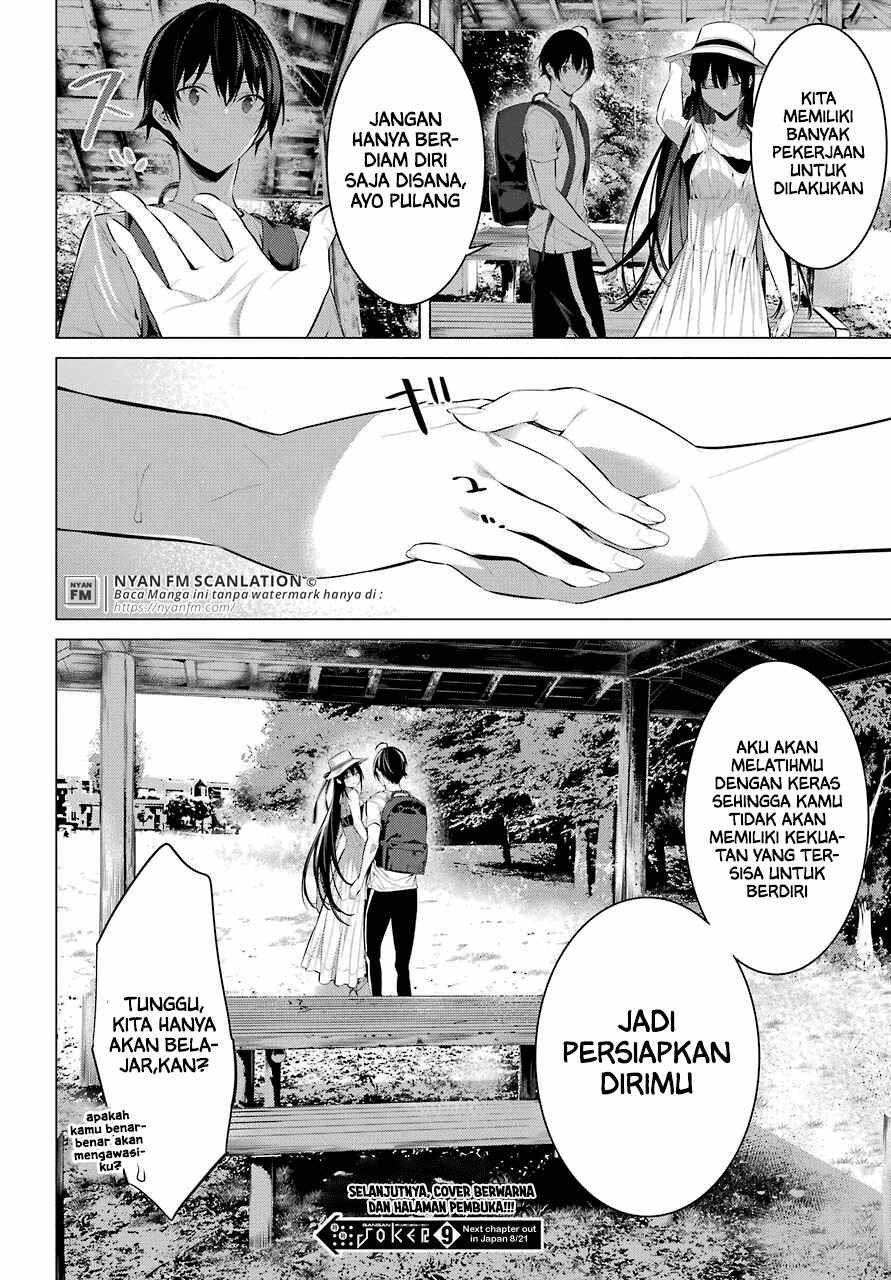 KITA
MEMILIKI
BANYAK
PEKERJAAN
UNTUK
DILAKUKAN
JANGAN
HANYA BER-
DIAM DIRI
SAJA DISANA,
AYO PULANG
NYAN FM
NYAN FM SCANLATION ©
Baca Manga ini tanpa watermark hanya di :
https://nyanfm.com/
AKU AKAN
MELATIHMU
DENGAN KERAS
SEHINGGA KAMU
TIDAK AKAN
MEMILIKI KEKUA-
TAN YANG TER-
SISA UNTUK
BERDIRI
JADI
PERSIAPKAN
DIRIMU
TUNGGU,
KITA HANYA
AKAN BELA-
JAR,KAN?
apakah
kamu benar-
benar akan
mengawasi-
ku?
SELANJUTNYA, COVER BERWARNA
DAN HALAMAN PEMBUKA!!!
GANGAN
JOKER 9
Next chapter out
in Japan 8/21